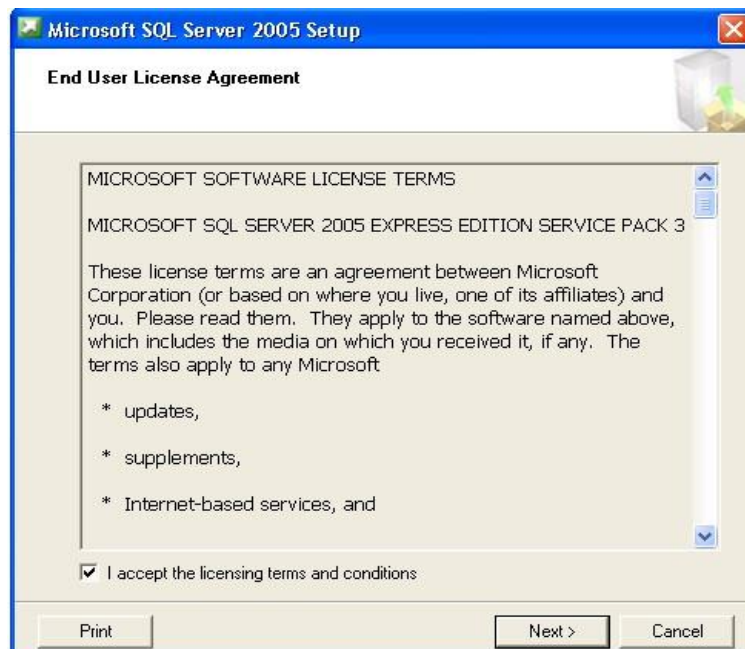 Microsoft SQL Server 2005 Setup
End User License Agreement
MICROSOFT SOFTWARE LICENSE TERMS
MICROSOFT SQL SERVER 2005 EXPRESS EDITION SERVICE PACK 3
These license terms are an agreement between Microsoft
Corporation (or based on where you live, one of its affiliates) and
you.  Please read them.  They apply to the software named above,
which includes the media on which you received it, if any.  The
terms also apply to any Microsoft
* updates,
* supplements,
* Internet-based services, and
I accept the licensing terms and conditions
Print Next > Cancel